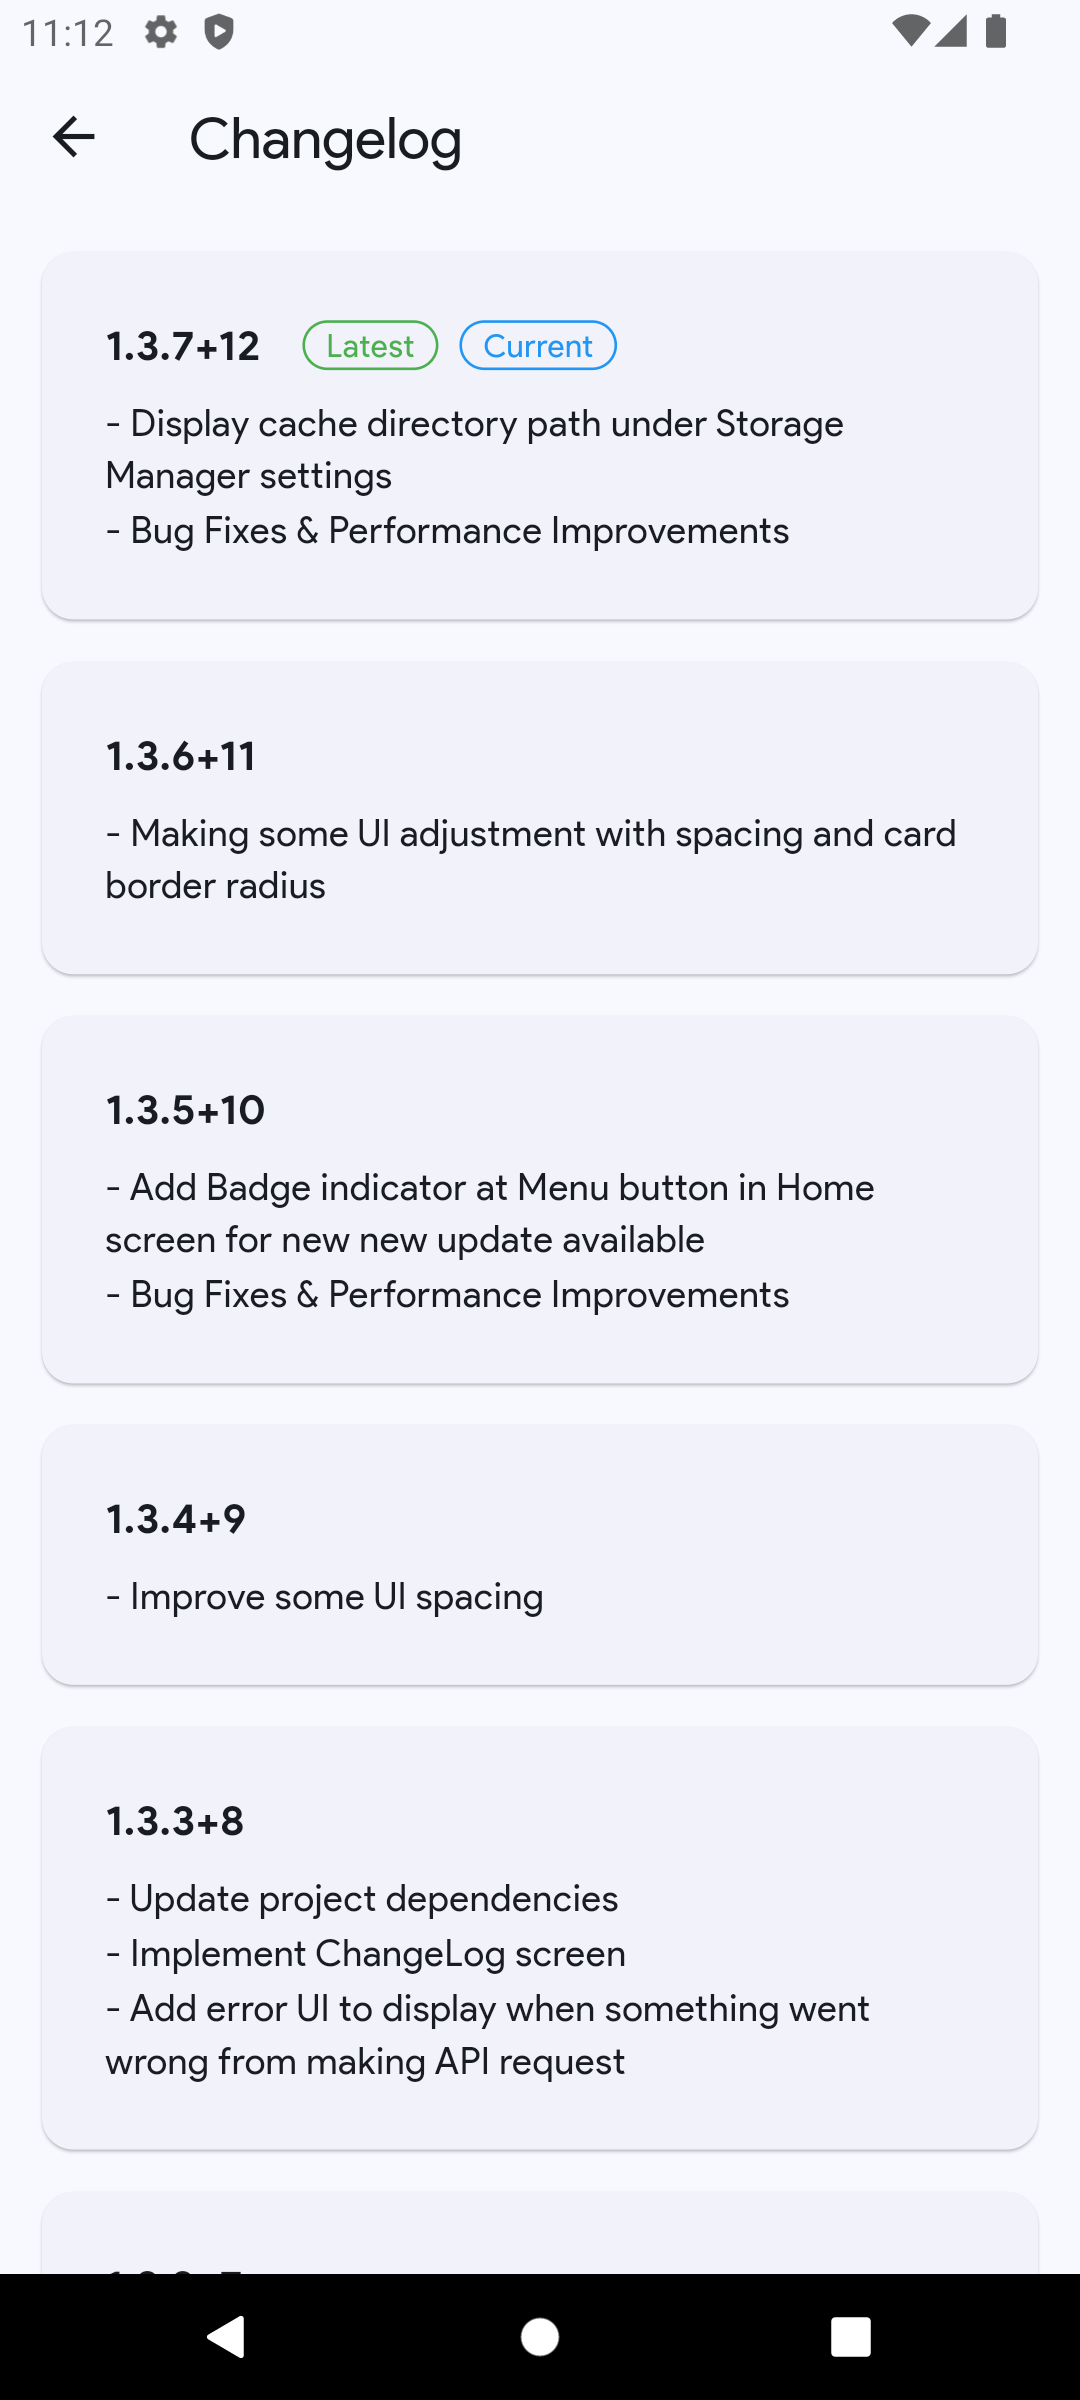 11:12
Changelog
1.3.7+12 Latest Current
- Display cache directory path under Storage
Manager settings
- Bug Fixes & Performance Improvements
1.3.6+11
- Making some UI adjustment with spacing and card
border radius
1.3.5+10
- Add Badge indicator at Menu button in Home
screen for new new update available
- Bug Fixes & Performance Improvements
1.3.4+9
- Improve some UI spacing
1.3.3+8
- Update project dependencies
- Implement ChangeLog screen
- Add error UI to display when something went
wrong from making API request